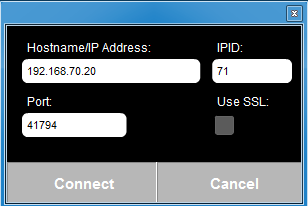 Hostname/IP Address: IPID:
192.168.70.20 71
Port: Use SSL:
41794
Connect Cancel